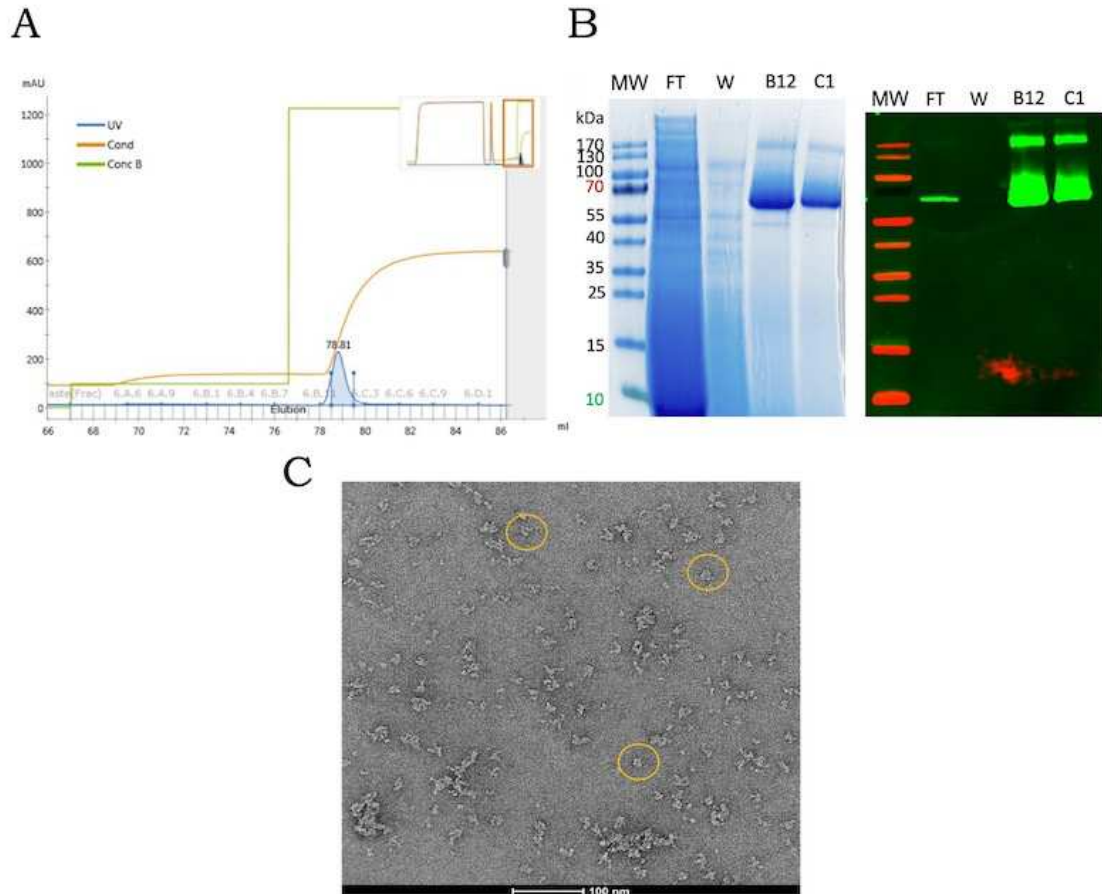 A
mAU
1200
1000
800
600
400
200
0
UV
Cond
Conc B
78.81
6.A.6 6.A.9 6.B.1 6.B.4 6.B.7 6.C.3 6.C.6 6.C.9 6.D.1
Elution
66 68 70 72 74 76 78 80 82 84 86 ml
B
MW FT W B12 C1
kDa
170
130
100
70
55
40
35
25
15
10
MW FT W B12 C1
C
100 nm